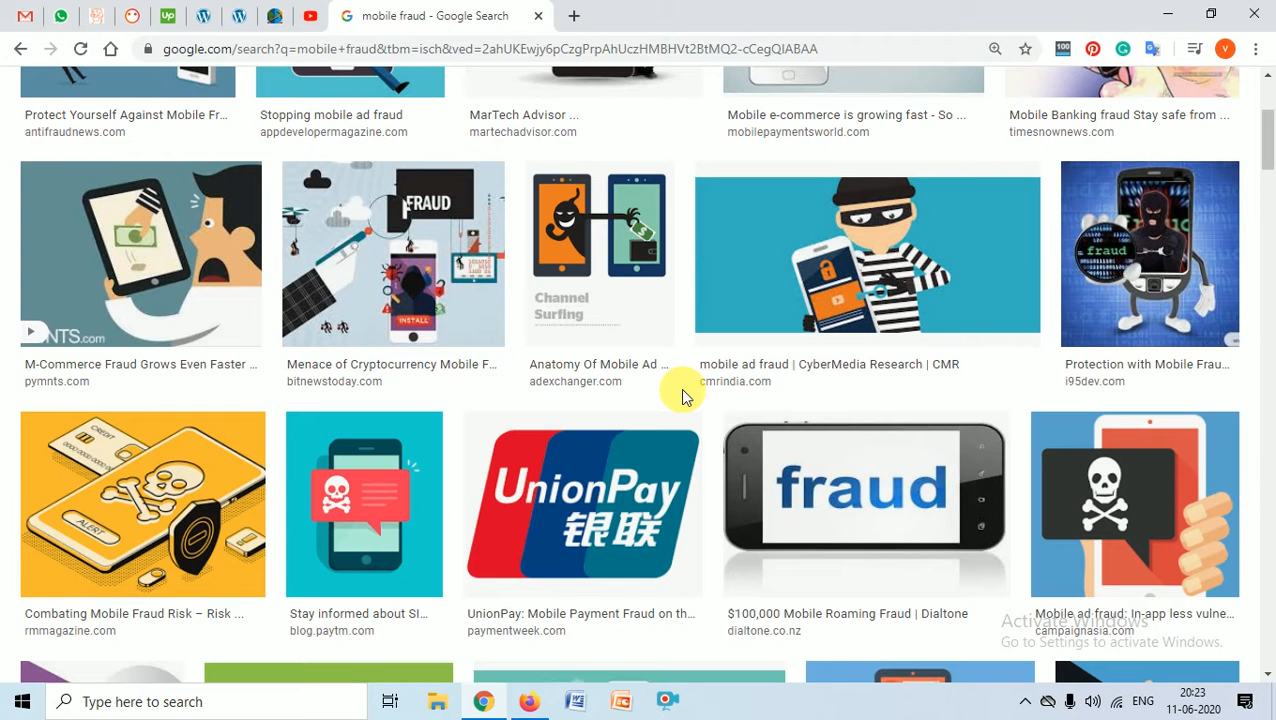 mobile fraud - Google Search
google.com/search?q=mobile+fraud&tbm=isch&ved=2ahUKEwjy6pCzgPrpAhUczHMBHVt2BtMQ2-cCegQIABAA
Protect Yourself Against Mobile Fr...
antifraudnews.com
Stopping mobile ad fraud
appdevelopermagazine.com
MarTech Advisor ...
martechadvisor.com
Mobile e-commerce is growing fast - So ...
mobilepaymentsworld.com
Mobile Banking fraud Stay safe from ...
timesnownews.com
NTS.com
FRAUD
INSTALL
Channel
Surfing
fraud
M-Commerce Fraud Grows Even Faster ...
pymnts.com
Menace of Cryptocurrency Mobile F...
bitnewstoday.com
Anatomy Of Mobile Ad ...
adexchanger.com
mobile ad fraud | CyberMedia Research | CMR
cmrindia.com
Protection with Mobile Frau...
i95dev.com
CREDIT
ALERT
UnionPay
银联
fraud
Combating Mobile Fraud Risk – Risk ...
rmmagazine.com
Stay informed about SI...
blog.paytm.com
UnionPay: Mobile Payment Fraud on th...
paymentweek.com
$100,000 Mobile Roaming Fraud | Dialtone
dialtone.co.nz
Mobile ad fraud: In-app less vulne...
campaignasia.com
Activate Windows
Go to Settings to activate Windows.
Type here to search
ENG
20:23
11-06-2020